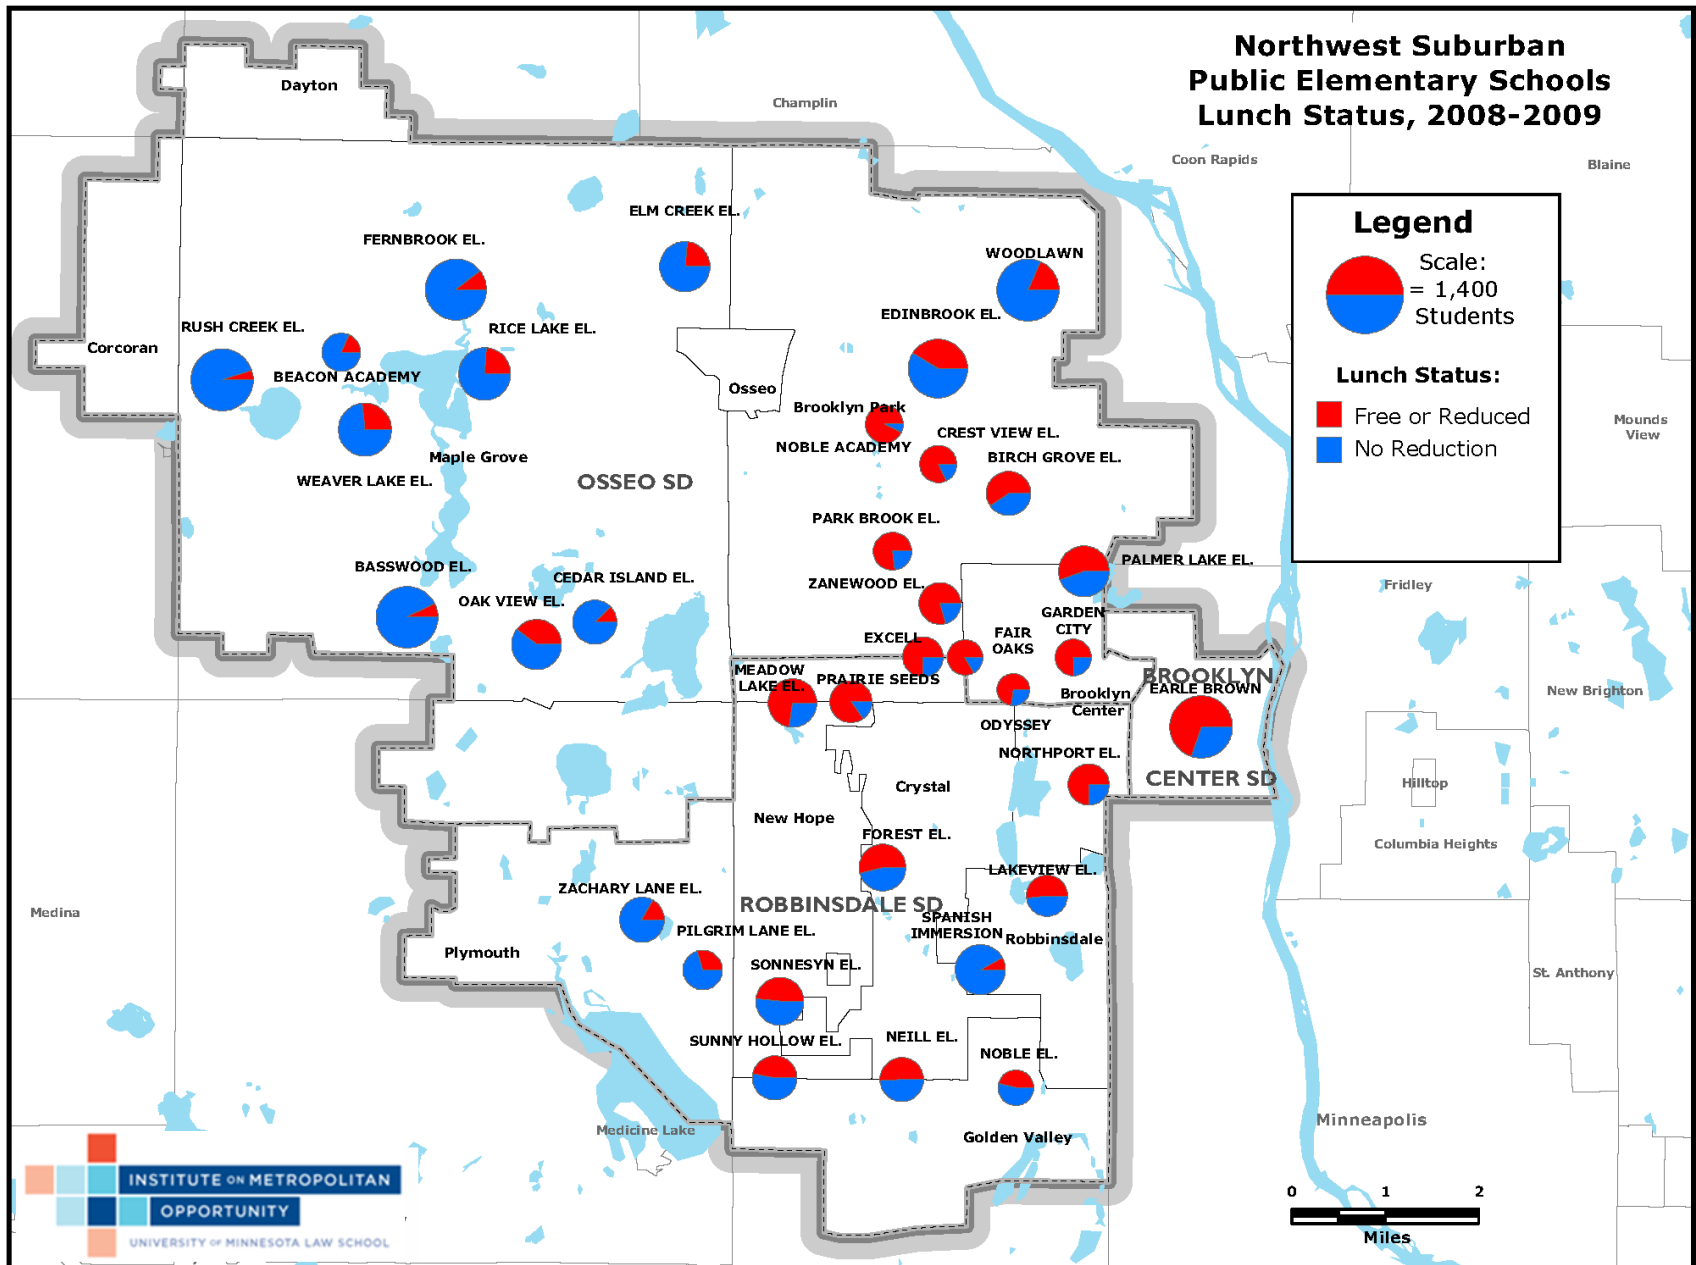 Northwest Suburban
Public Elementary Schools
Lunch Status, 2008-2009
Dayton
Champlin
Coon Rapids
Blaine
Legend
Scale:
= 1,400
Students
Lunch Status:
Free or Reduced
No Reduction
ELM CREEK EL.
FERNBROOK EL.
WOODLAWN
EDINBROOK EL.
RUSH CREEK EL.
RICE LAKE EL.
Corcoran
BEACON ACADEMY
Osseo
Brooklyn Park
NOBLE ACADEMY
CREST VIEW EL.
BIRCH GROVE EL.
Mounds
View
Maple Grove
WEAVER LAKE EL.
OSSEO SD
PARK BROOK EL.
BASSWOOD EL.
CEDAR ISLAND EL.
OAK VIEW EL.
ZANEWOOD EL.
PALMER LAKE EL.
Fridley
GARDEN
CITY
FAIR
OAKS
EXCELL
MEADOW
LAKE EL.
PRAIRIE SEEDS
BROOKLYN
EARLE BROWN
CENTER SD
Brooklyn
Center
ODYSSEY
New Brighton
NORTHPORT EL.
Crystal
Hilltop
New Hope
FOREST EL.
Columbia Heights
LAKEVIEW EL.
ZACHARY LANE EL.
ROBBINSDALE SD
Medina
SPANISH
IMMERSION
Robbinsdale
PILGRIM LANE EL.
Plymouth
SONNESYN EL.
St. Anthony
SUNNY HOLLOW EL.
NEILL EL.
NOBLE EL.
Medicine Lake
Golden Valley
Minneapolis
INSTITUTE ON METROPOLITAN
OPPORTUNITY
UNIVERSITY OF MINNESOTA LAW SCHOOL
0 1 2
Miles